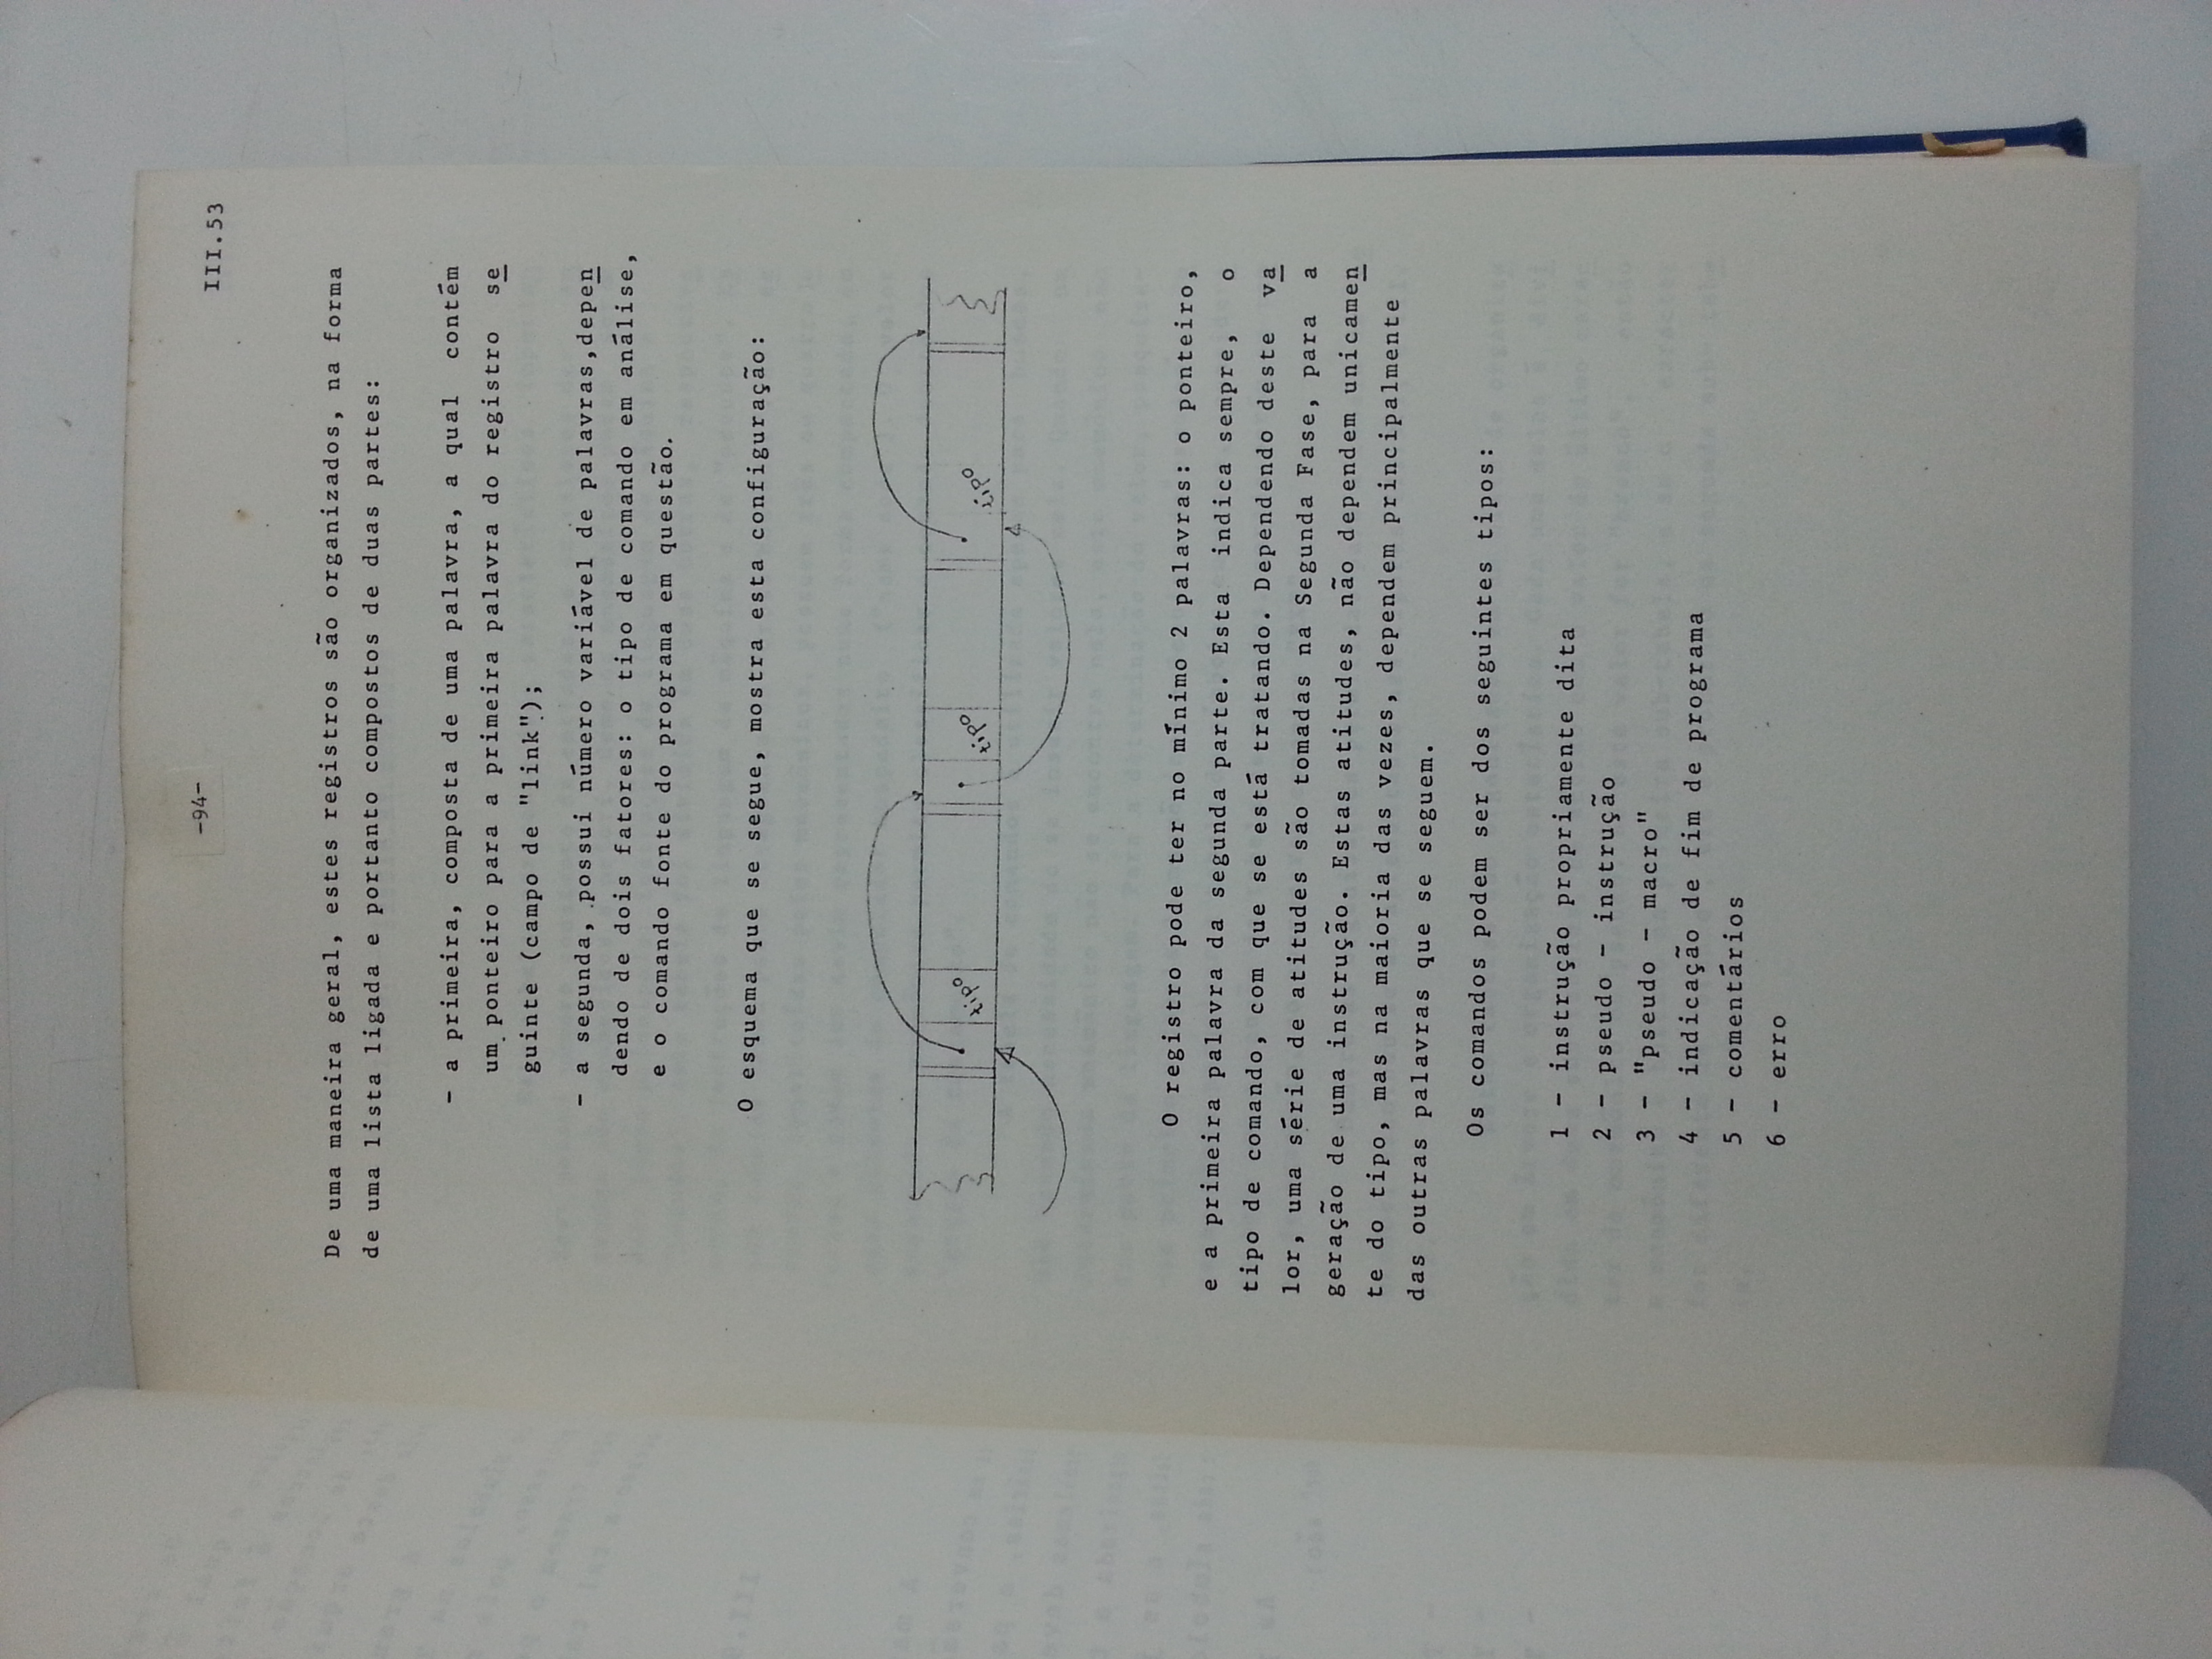 -94-
III.53
De uma maneira geral, estes registros são organizados, na forma
de uma lista ligada e portanto compostos de duas partes:
- a primeira, composta de uma palavra, a qual contém
um ponteiro para a primeira palavra do registro se
guinte (campo de "link");
- a segunda, possui número variável de palavras,depen
dendo de dois fatores: o tipo de comando em análise,
e o comando fonte do programa em questão.
O esquema que se segue, mostra esta configuração:
tipo tipo tipo
O registro pode ter no mínimo 2 palavras: o ponteiro,
e a primeira palavra da segunda parte. Esta indica sempre, o
tipo de comando, com que se está tratando. Dependendo deste va
lor, uma série de atitudes são tomadas na Segunda Fase, para a
geração de uma instrução. Estas atitudes, não dependem unicamen
te do tipo, mas na maioria das vezes, dependem principalmente
das outras palavras que se seguem.
Os comandos podem ser dos seguintes tipos:
1 - instrução propriamente dita
2 - pseudo - instrução
3 - "pseudo - macro"
4 - indicação de fim de programa
5 - comentários
6 - erro